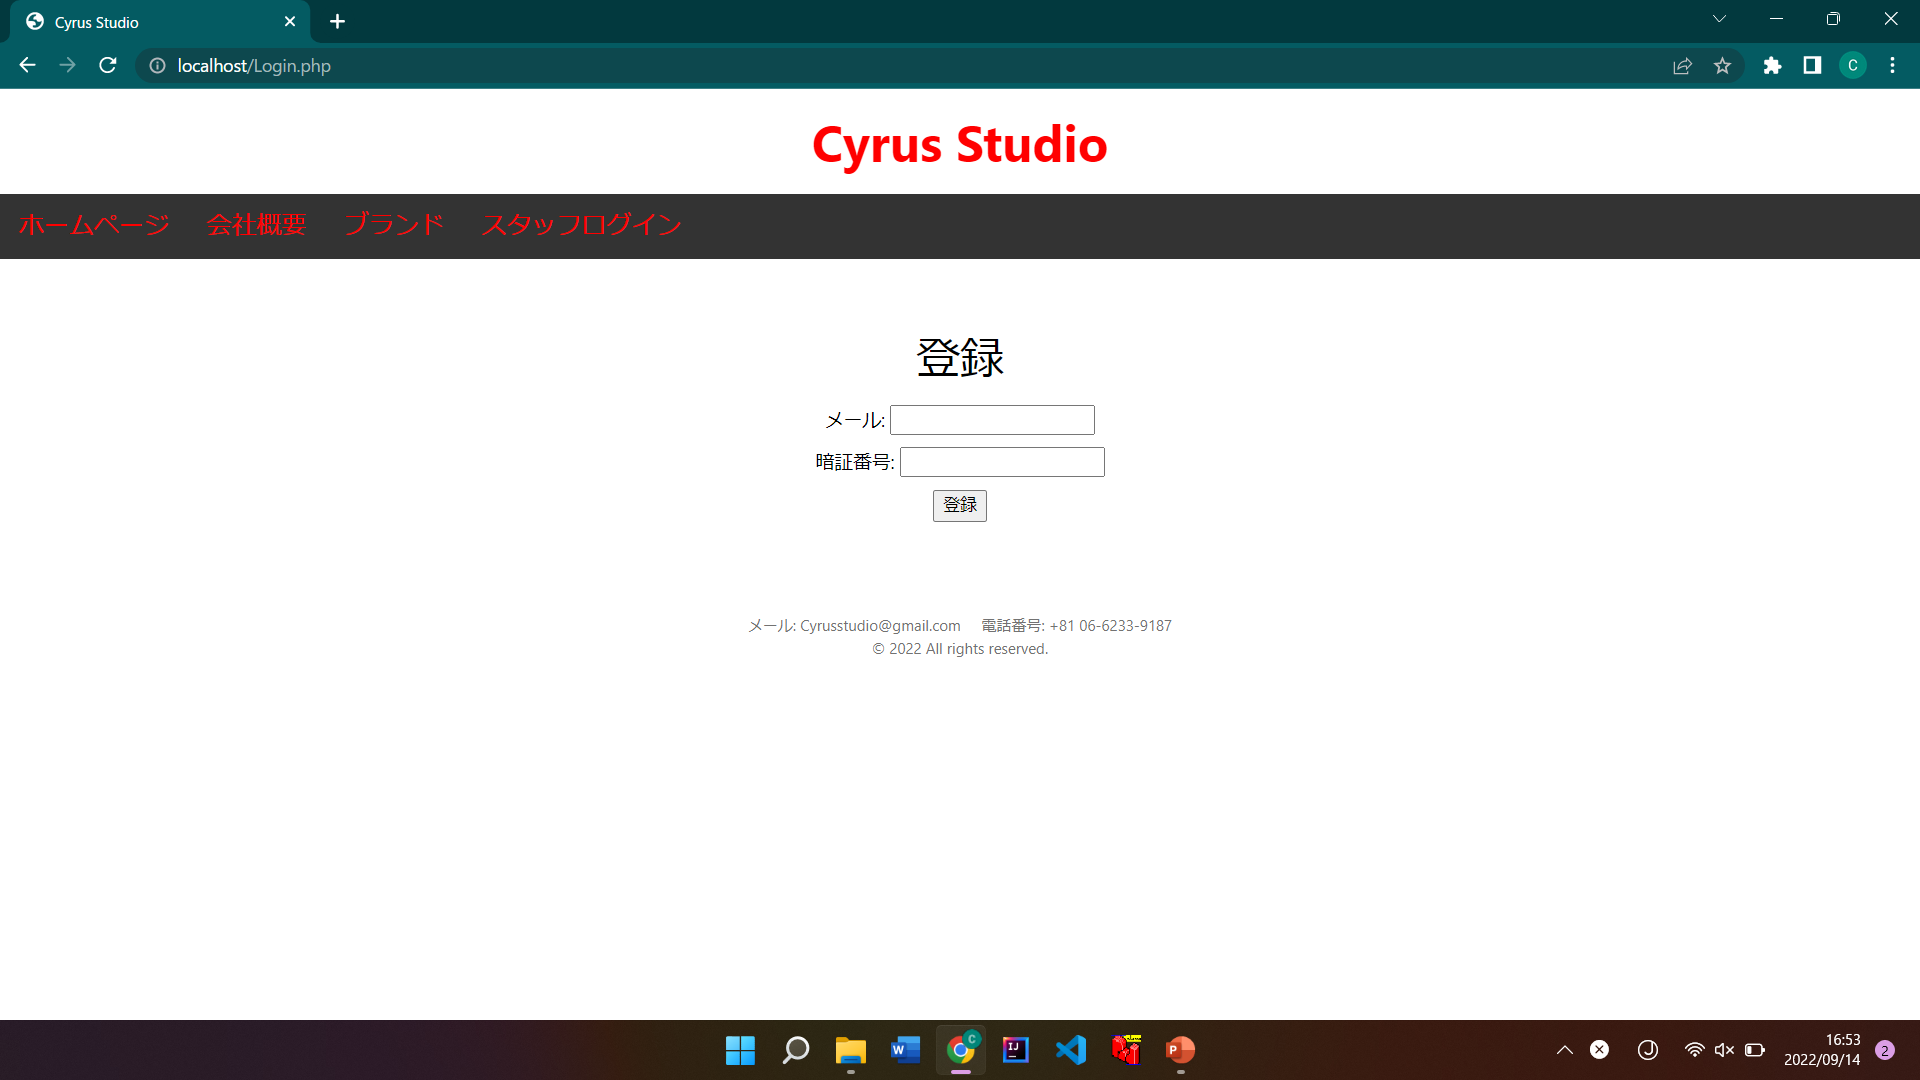 Cyrus Studio
localhost/Login.php
C
Cyrus Studio
ホームページ 会社概要 ブランド スタッフログイン
登録
メール:
暗証番号:
登録
メール: Cyrusstudio@gmail.com 電話番号: +81 06-6233-9187
© 2022 All rights reserved.
W C IJ P
J
16:53
2022/09/14
2